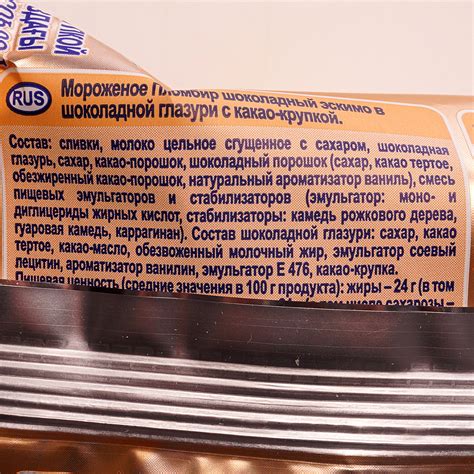 RUS
Мороженое пломбир шоколадный эскимо в
шоколадной глазури с какао-крупкой.
Состав: сливки, молоко цельное сгущенное с сахаром, шоколадная
глазурь, сахар, какао-порошок, шоколадный порошок (сахар, какао тертое,
обезжиренный какао-порошок, натуральный ароматизатор ваниль), смесь
пищевых эмульгаторов и стабилизаторов (эмульгатор: моно- и
диглицериды жирных кислот, стабилизаторы: камедь рожкового дерева,
гуаровая камедь, каррагинан). Состав шоколадной глазури: сахар, какао
тертое, какао-масло, обезвоженный молочный жир, эмульгатор соевый
лецитин, ароматизатор ванилин, эмульгатор Е 476, какао-крупка.
Пищевая ценность (средние значения в 100 г продукта): жиры – 24 г (в том
сахарозы –